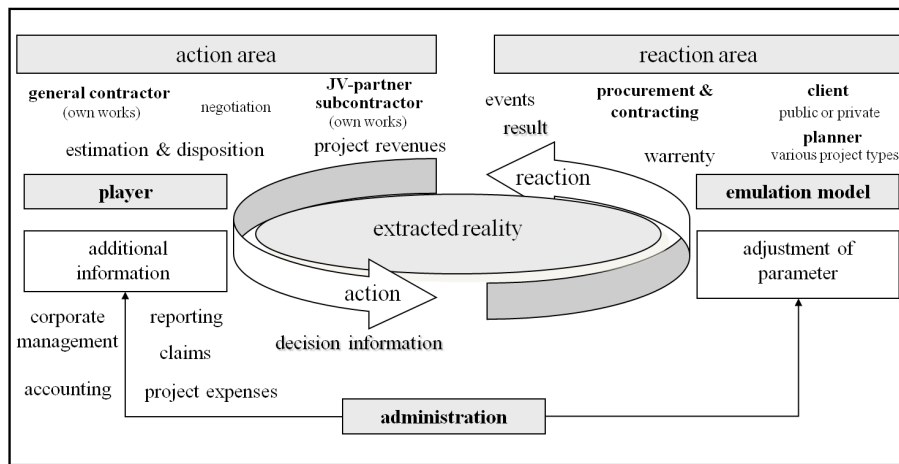 action area
reaction area
general contractor
(own works)
negotiation
JV-partner
subcontractor
(own works)
events
result
procurement &
contracting
client
public or private
planner
various project types
estimation & disposition
project revenues
warrenty
player
reaction
emulation model
extracted reality
additional
information
adjustment of
parameter
action
corporate
management
reporting
claims
decision information
accounting
project expenses
administration